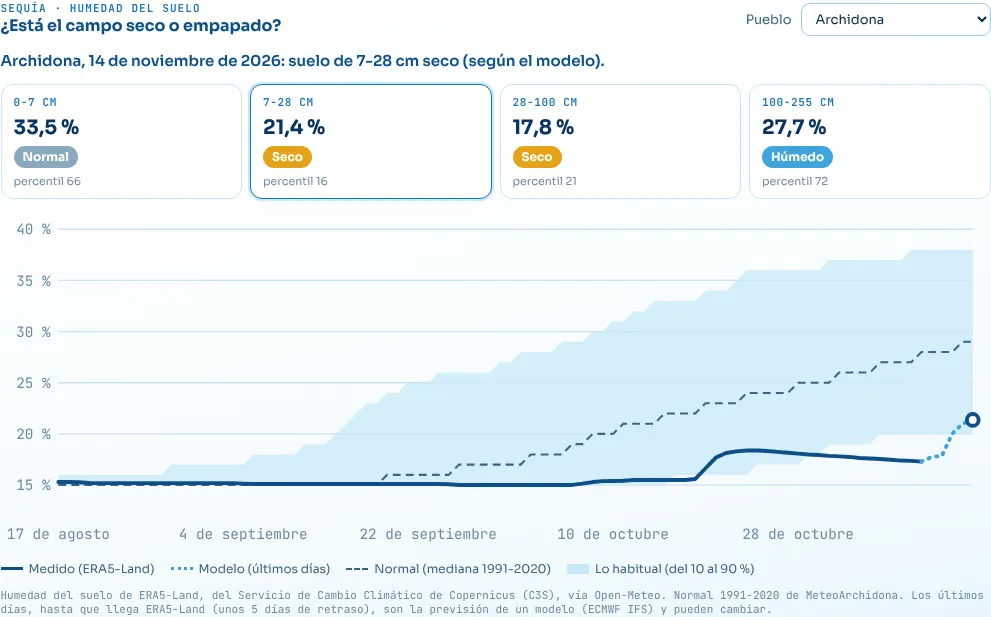 SEQUÍA · HUMEDAD DEL SUELO
¿Está el campo seco o empapado?
Pueblo Archidona
Archidona, 14 de noviembre de 2026: suelo de 7-28 cm seco (según el modelo).
0-7 CM
33,5 %
Normal
percentil 66
7-28 CM
21,4 %
Seco
percentil 16
28-100 CM
17,8 %
Seco
percentil 21
100-255 CM
27,7 %
Húmedo
percentil 72
40 %
35 %
30 %
25 %
20 %
15 %
17 de agosto 4 de septiembre 22 de septiembre 10 de octubre 28 de octubre
Medido (ERA5-Land) Modelo (últimos días) Normal (mediana 1991-2020) Lo habitual (del 10 al 90 %)
Humedad del suelo de ERA5-Land, del Servicio de Cambio Climático de Copernicus (C3S), vía Open-Meteo. Normal 1991-2020 de MeteoArchidona. Los últimos
días, hasta que llega ERA5-Land (unos 5 días de retraso), son la previsión de un modelo (ECMWF IFS) y pueden cambiar.